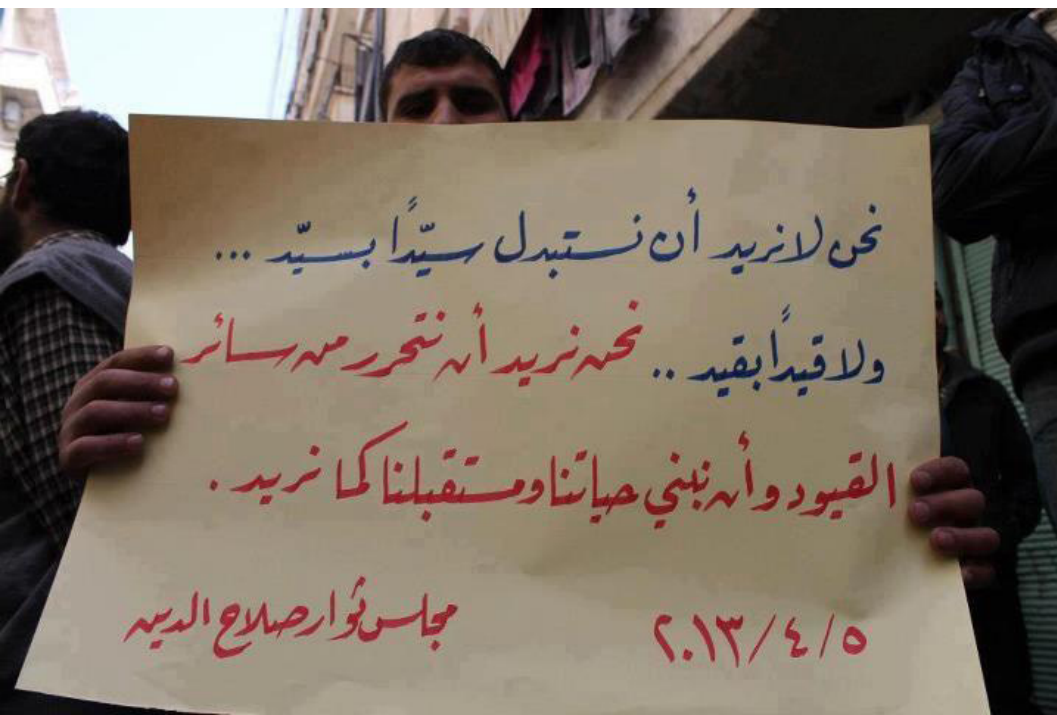 نحن لا نريد أن نستبدل سيّدًا بسيّد ...
ولا قيدًا بقيد .. نحن نريد أن نتحرر من سائر
القيود وأن نبني حياتنا ومستقبلنا كما نريد .
٢٠١٣/٤/٥ مجلس ثوار صلاح الدين